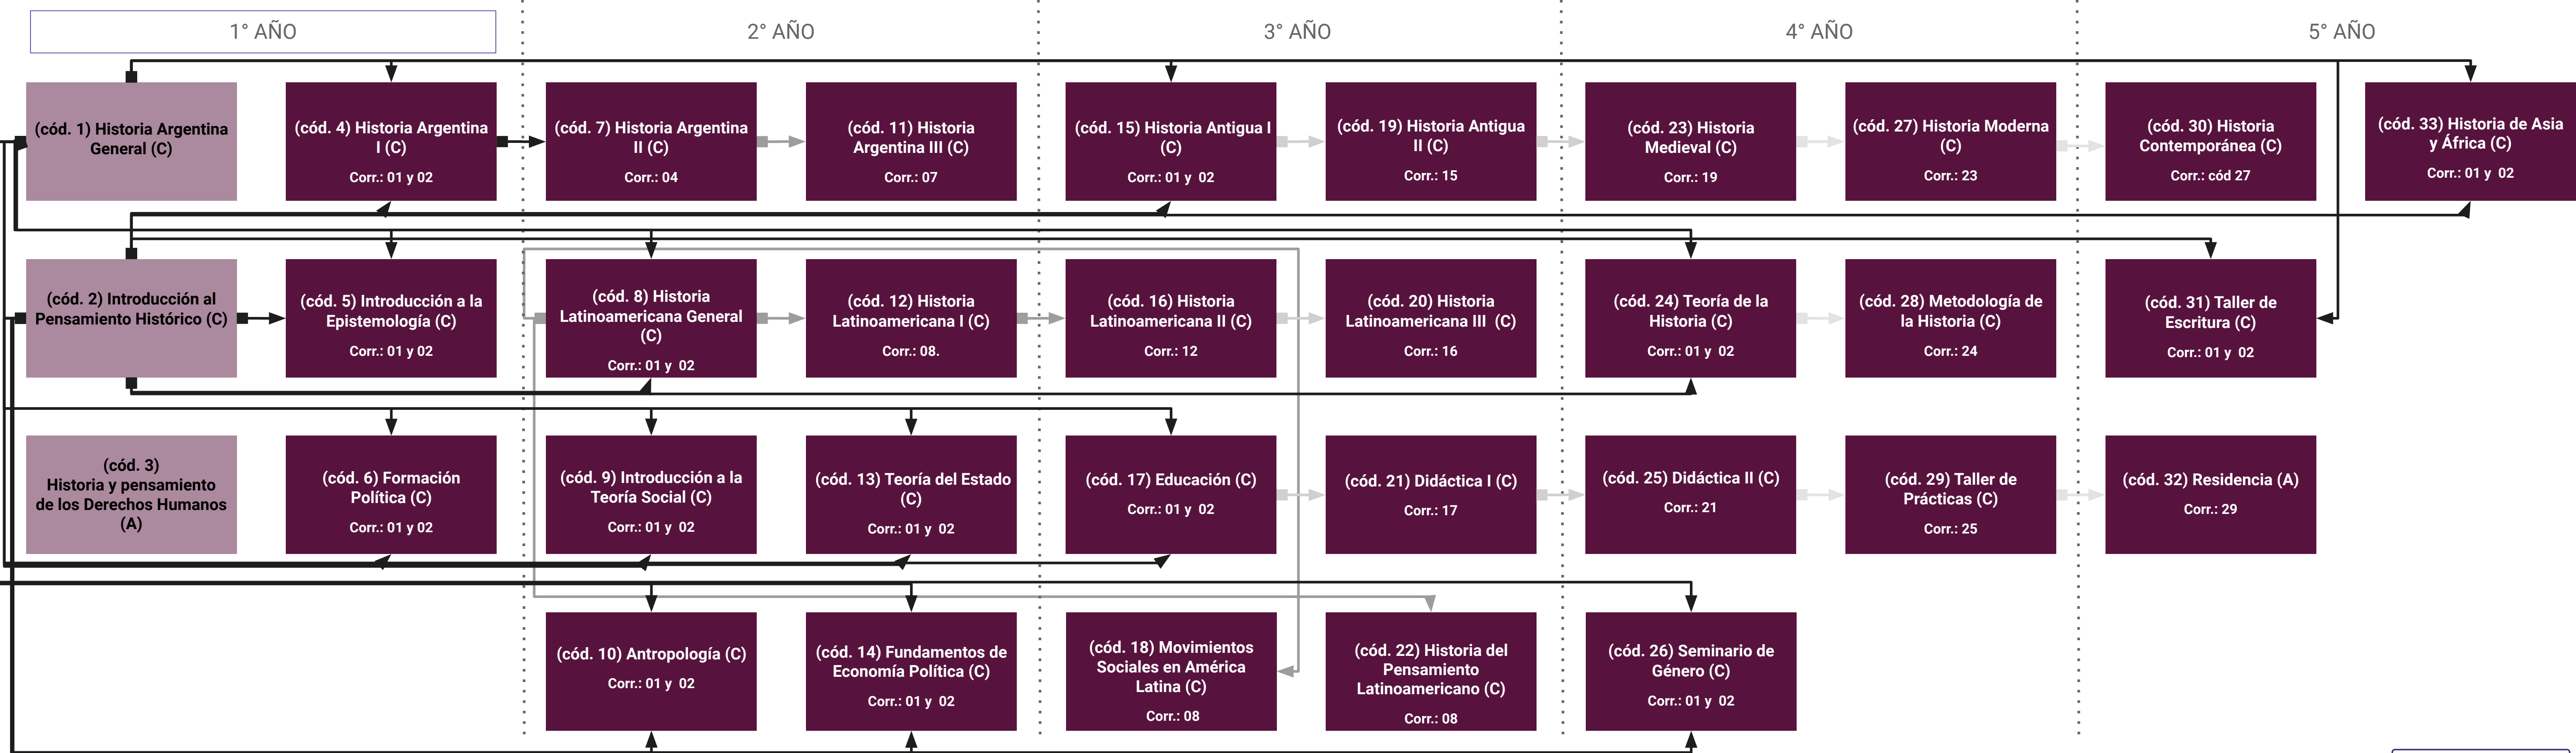 1° AÑO
2° AÑO
3° AÑO
4° AÑO
5° AÑO
(cód. 1) Historia Argentina
General (C)
(cód. 4) Historia Argentina
I (C)
Corr.: 01 y 02
(cód. 7) Historia Argentina
II (C)
Corr.: 04
(cód. 11) Historia
Argentina III (C)
Corr.: 07
(cód. 15) Historia Antigua I
(C)
Corr.: 01 y 02
(cód. 19) Historia Antigua
II (C)
Corr.: 15
(cód. 23) Historia
Medieval (C)
Corr.: 19
(cód. 27) Historia Moderna
(C)
Corr.: 23
(cód. 30) Historia
Contemporánea (C)
Corr.: cód 27
(cód. 33) Historia de Asia
y África (C)
Corr.: 01 y 02
(cód. 2) Introducción al
Pensamiento Histórico (C)
(cód. 5) Introducción a la
Epistemología (C)
Corr.: 01 y 02
(cód. 8) Historia
Latinoamericana General
(C)
Corr.: 01 y 02
(cód. 12) Historia
Latinoamericana I (C)
Corr.: 08.
(cód. 16) Historia
Latinoamericana II (C)
Corr.: 12
(cód. 20) Historia
Latinoamericana III (C)
Corr.: 16
(cód. 24) Teoría de la
Historia (C)
Corr.: 01 y 02
(cód. 28) Metodología de
la Historia (C)
Corr.: 24
(cód. 31) Taller de
Escritura (C)
Corr.: 01 y 02
(cód. 3)
Historia y pensamiento
de los Derechos Humanos
(A)
(cód. 6) Formación
Política (C)
Corr.: 01 y 02
(cód. 9) Introducción a la
Teoría Social (C)
Corr.: 01 y 02
(cód. 13) Teoría del Estado
(C)
Corr.: 01 y 02
(cód. 17) Educación (C)
Corr.: 01 y 02
(cód. 21) Didáctica I (C)
Corr.: 17
(cód. 25) Didáctica II (C)
Corr.: 21
(cód. 29) Taller de
Prácticas (C)
Corr.: 25
(cód. 32) Residencia (A)
Corr.: 29
(cód. 10) Antropología (C)
Corr.: 01 y 02
(cód. 14) Fundamentos de
Economía Política (C)
Corr.: 01 y 02
(cód. 18) Movimientos
Sociales en América
Latina (C)
Corr.: 08
(cód. 22) Historia del
Pensamiento
Latinoamericano (C)
Corr.: 08
(cód. 26) Seminario de
Género (C)
Corr.: 01 y 02